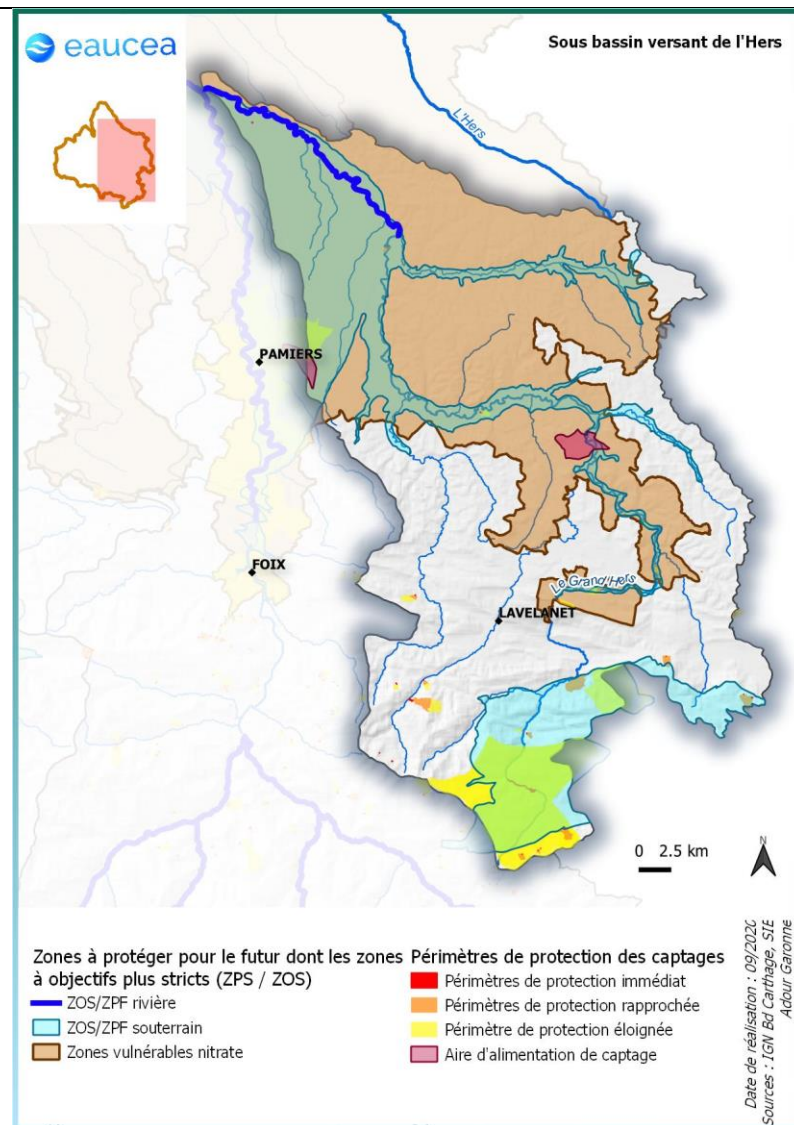 eaucea
Sous bassin versant de l'Hers
L'Hers
PAMIERS
FOIX
Le Grand Hers
LAVELANET
0 2.5 km
N
Zones à protéger pour le futur dont les zones
à objectifs plus stricts (ZPS / ZOS)
ZOS/ZPF rivière
ZOS/ZPF souterrain
Zones vulnérables nitrate
Périmètres de protection des captages
Périmètres de protection immédiat
Périmètres de protection rapprochée
Périmètre de protection éloignée
Aire d'alimentation de captage
Date de réalisation : 09/2020
Sources : IGN Bd Carthage, SIE
Adour Garonne